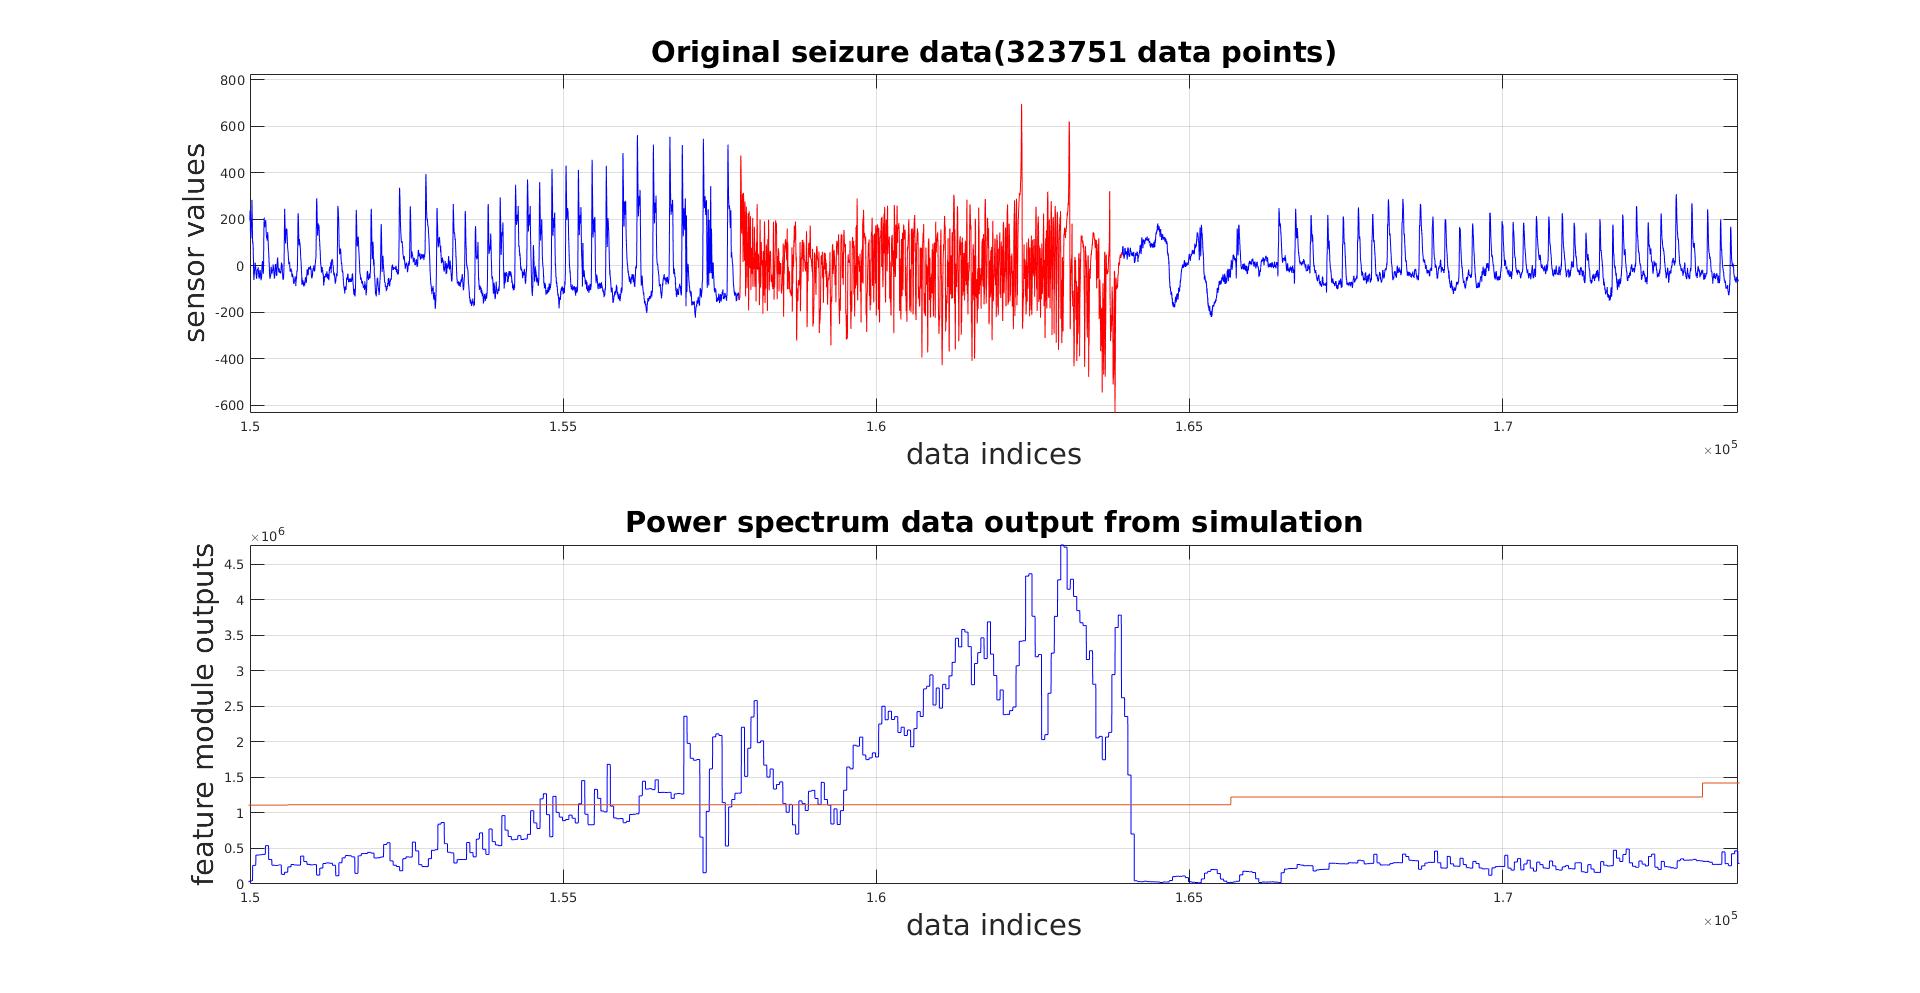 Original seizure data(323751 data points)
sensor values
800
600
400
200
0
-200
-400
-600
1.5 1.55 1.6 1.65 1.7
×10^5
data indices
Power spectrum data output from simulation
×10^6
feature module outputs
4.5
4
3.5
3
2.5
2
1.5
1
0.5
0
1.5 1.55 1.6 1.65 1.7
×10^5
data indices